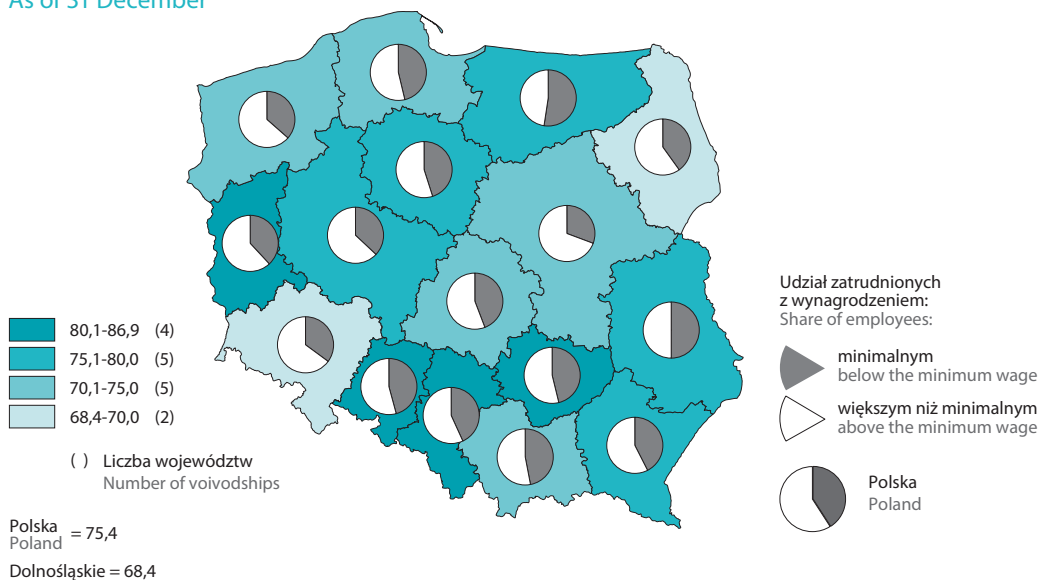 As of 31 December
80,1-86,9 (4)
75,1-80,0 (5)
70,1-75,0 (5)
68,4-70,0 (2)
( ) Liczba województw
Number of voivodships
Polska
Poland = 75,4
Dolnośląskie = 68,4
Udział zatrudnionych
z wynagrodzeniem:
Share of employees:
minimalnym
below the minimum wage
większym niż minimalnym
above the minimum wage
Polska
Poland